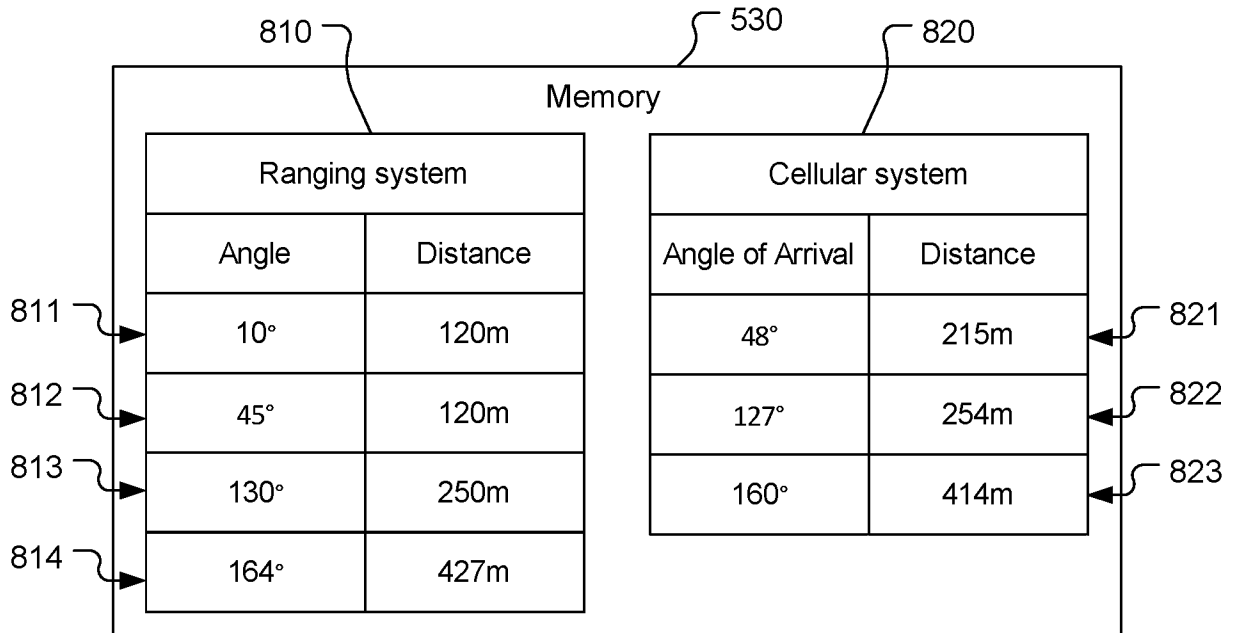 810 530 820
Memory
Ranging system Cellular system
Angle Distance Angle of Arrival Distance
811 10° 120m 48° 215m 821
812 45° 120m 127° 254m 822
813 130° 250m 160° 414m 823
814 164° 427m